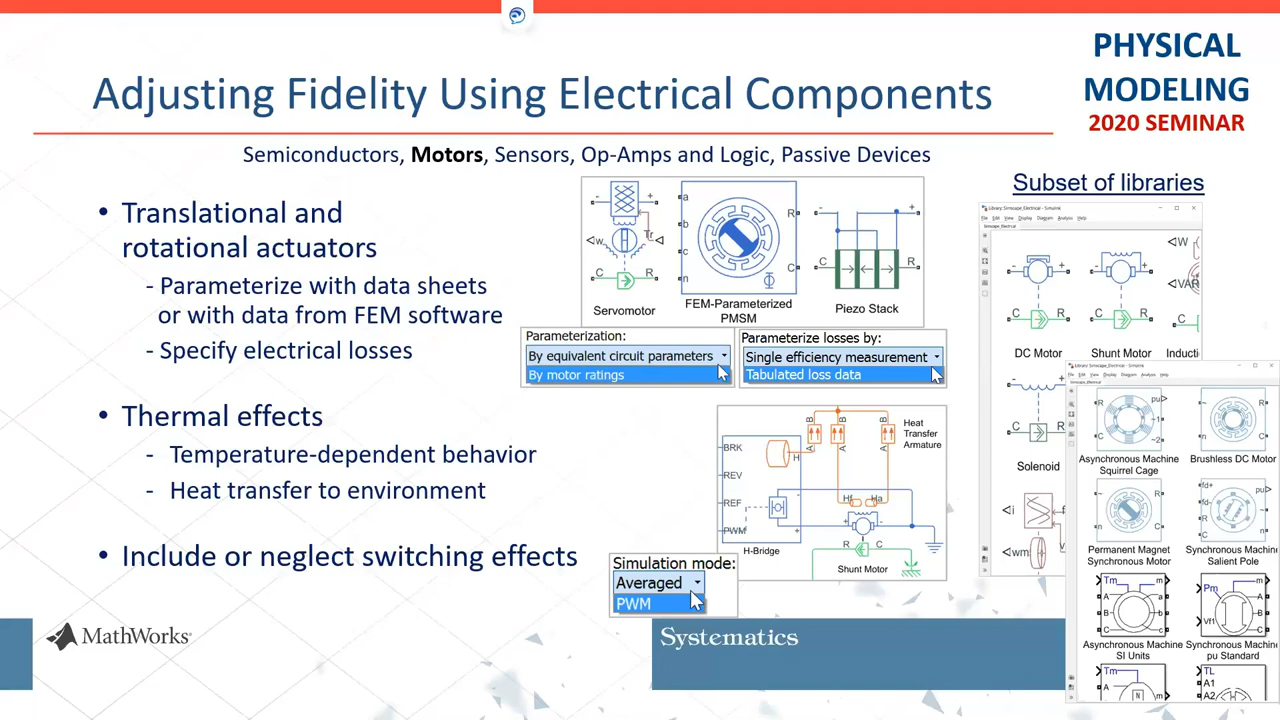 PHYSICAL
MODELING
2020 SEMINAR
Adjusting Fidelity Using Electrical Components
Semiconductors, Motors, Sensors, Op-Amps and Logic, Passive Devices
• Translational and
rotational actuators
- Parameterize with data sheets
or with data from FEM software
- Specify electrical losses
• Thermal effects
- Temperature-dependent behavior
- Heat transfer to environment
• Include or neglect switching effects
Servomotor
FEM-Parameterized
PMSM
Piezo Stack
Parameterization:
By equivalent circuit parameters
By motor ratings
Parameterize losses by:
Single efficiency measurement
Tabulated loss data
Heat
Transfer
Armature
BRK
REV
REF
PWM
H-Bridge
Hf
Ha
Shunt Motor
Simulation mode:
Averaged
PWM
Subset of libraries
DC Motor
Shunt Motor
Inducti
Solenoid
Asynchronous Machine
Squirrel Cage
Brushless DC Motor
Permanent Magnet
Synchronous Motor
Synchronous Machine
Salient Pole
Asynchronous Machine
SI Units
Synchronous Machine
pu Standard
MathWorks
Systematics